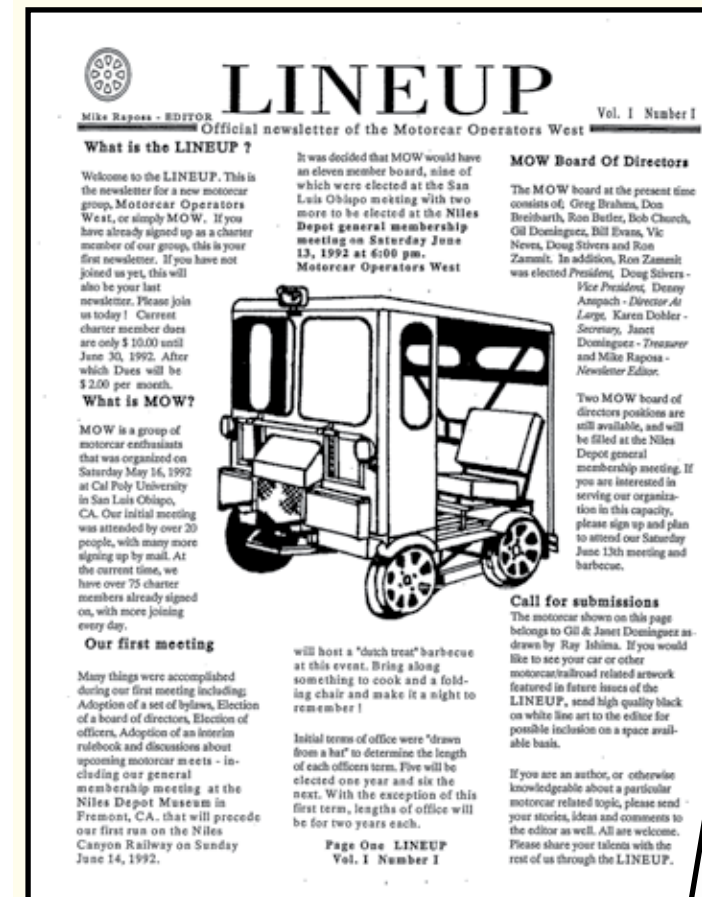 LINEUP
Mike Raposa - EDITOR
Vol. I Number I
Official newsletter of the Motorcar Operators West
What is the LINEUP ?
Welcome to the LINEUP. This is
the newsletter for a new motorcar
group, Motorcar Operators
West, or simply MOW. If you
have already signed up as a charter
member of our group, this is your
first newsletter. If you have not
joined us yet, this will
also be your last
newsletter. Please join
us today ! Current
charter member dues
are only $ 10.00 until
June 30, 1992. After
which Dues will be
$ 2.00 per month.
What is MOW?
MOW is a group of
motorcar enthusiasts
that was organized on
Saturday May 16, 1992
at Cal Poly University
in San Luis Obispo,
CA. Our initial meeting
was attended by over 20
people, with many more
signing up by mail. At
the current time, we
have over 75 charter
members already signed
on, with more joining
every day.
Our first meeting
Many things were accomplished
during our first meeting including;
Adoption of a set of bylaws, Election
of a board of directors, Election of
officers, Adoption of an interim
rulebook and discussions about
upcoming motorcar meets - in-
cluding our general
membership meeting at the
Niles Depot Museum in
Fremont, CA. that will precede
our first run on the Niles
Canyon Railway on Sunday
June 14, 1992.
It was decided that MOW would have
an eleven member board, nine of
which were elected at the San
Luis Obispo meeting with two
more to be elected at the Niles
Depot general membership
meeting on Saturday June
13, 1992 at 6:00 pm.
Motorcar Operators West
will host a "dutch treat" barbecue
at this event. Bring along
something to cook and a fold-
ing chair and make it a night to
remember !
Initial terms of office were "drawn
from a hat" to determine the length
of each officers term. Five will be
elected one year and six the
next. With the exception of this
first term, lengths of office will
be for two years each.
Page One LINEUP
Vol. I Number I
MOW Board Of Directors
The MOW board at the present time
consists of; Greg Brahms, Don
Breitbarth, Ron Butler, Bob Church,
Gil Dominguez, Bill Evans, Vic
Neves, Doug Stivers and Ron
Zammit. In addition, Ron Zammit
was elected President, Doug Stivers -
Vice President, Denny
Anspach - Director At
Large, Karen Dohler -
Secretary, Janet
Dominguez - Treasurer
and Mike Raposa -
Newsletter Editor.
Two MOW board of
directors positions are
still available, and will
be filled at the Niles
Depot general
membership meeting. If
you are interested in
serving our organiza-
tion in this capacity,
please sign up and plan
to attend our Saturday
June 13th meeting and
barbecue.
Call for submissions
The motorcar shown on this page
belongs to Gil & Janet Dominguez as
drawn by Ray Ishima. If you would
like to see your car or other
motorcar/railroad related artwork
featured in future issues of the
LINEUP, send high quality black
on white line art to the editor for
possible inclusion on a space avail-
able basis.
If you are an author, or otherwise
knowledgeable about a particular
motorcar related topic, please send
your stories, ideas and comments to
the editor as well. All are welcome.
Please share your talents with the
rest of us through the LINEUP.